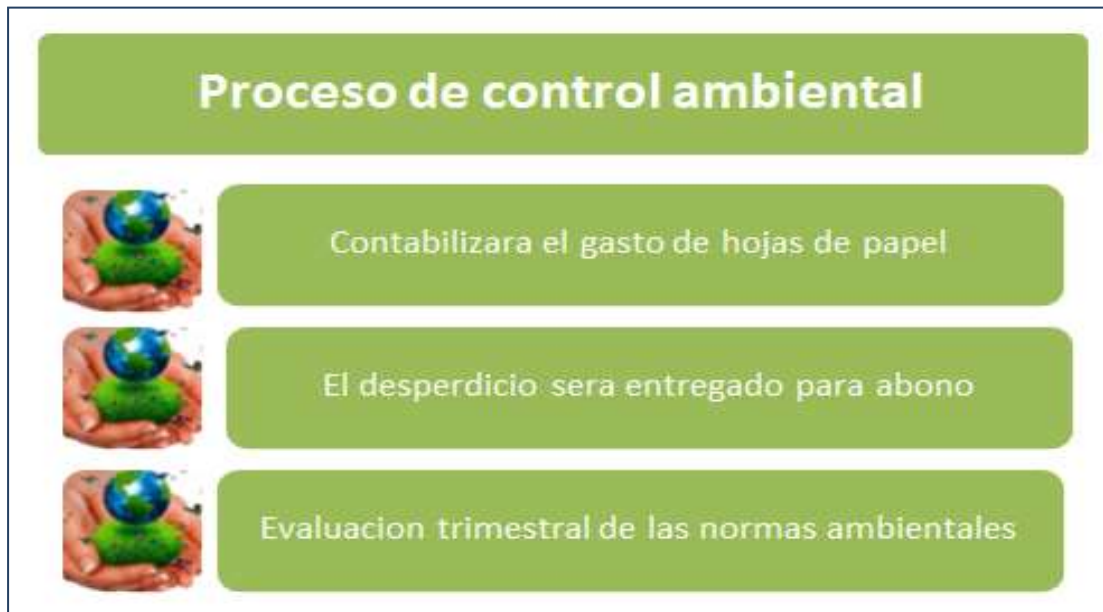 Proceso de control ambiental
Contabilizara el gasto de hojas de papel
El desperdicio sera entregado para abono
Evaluacion trimestral de las normas ambientales